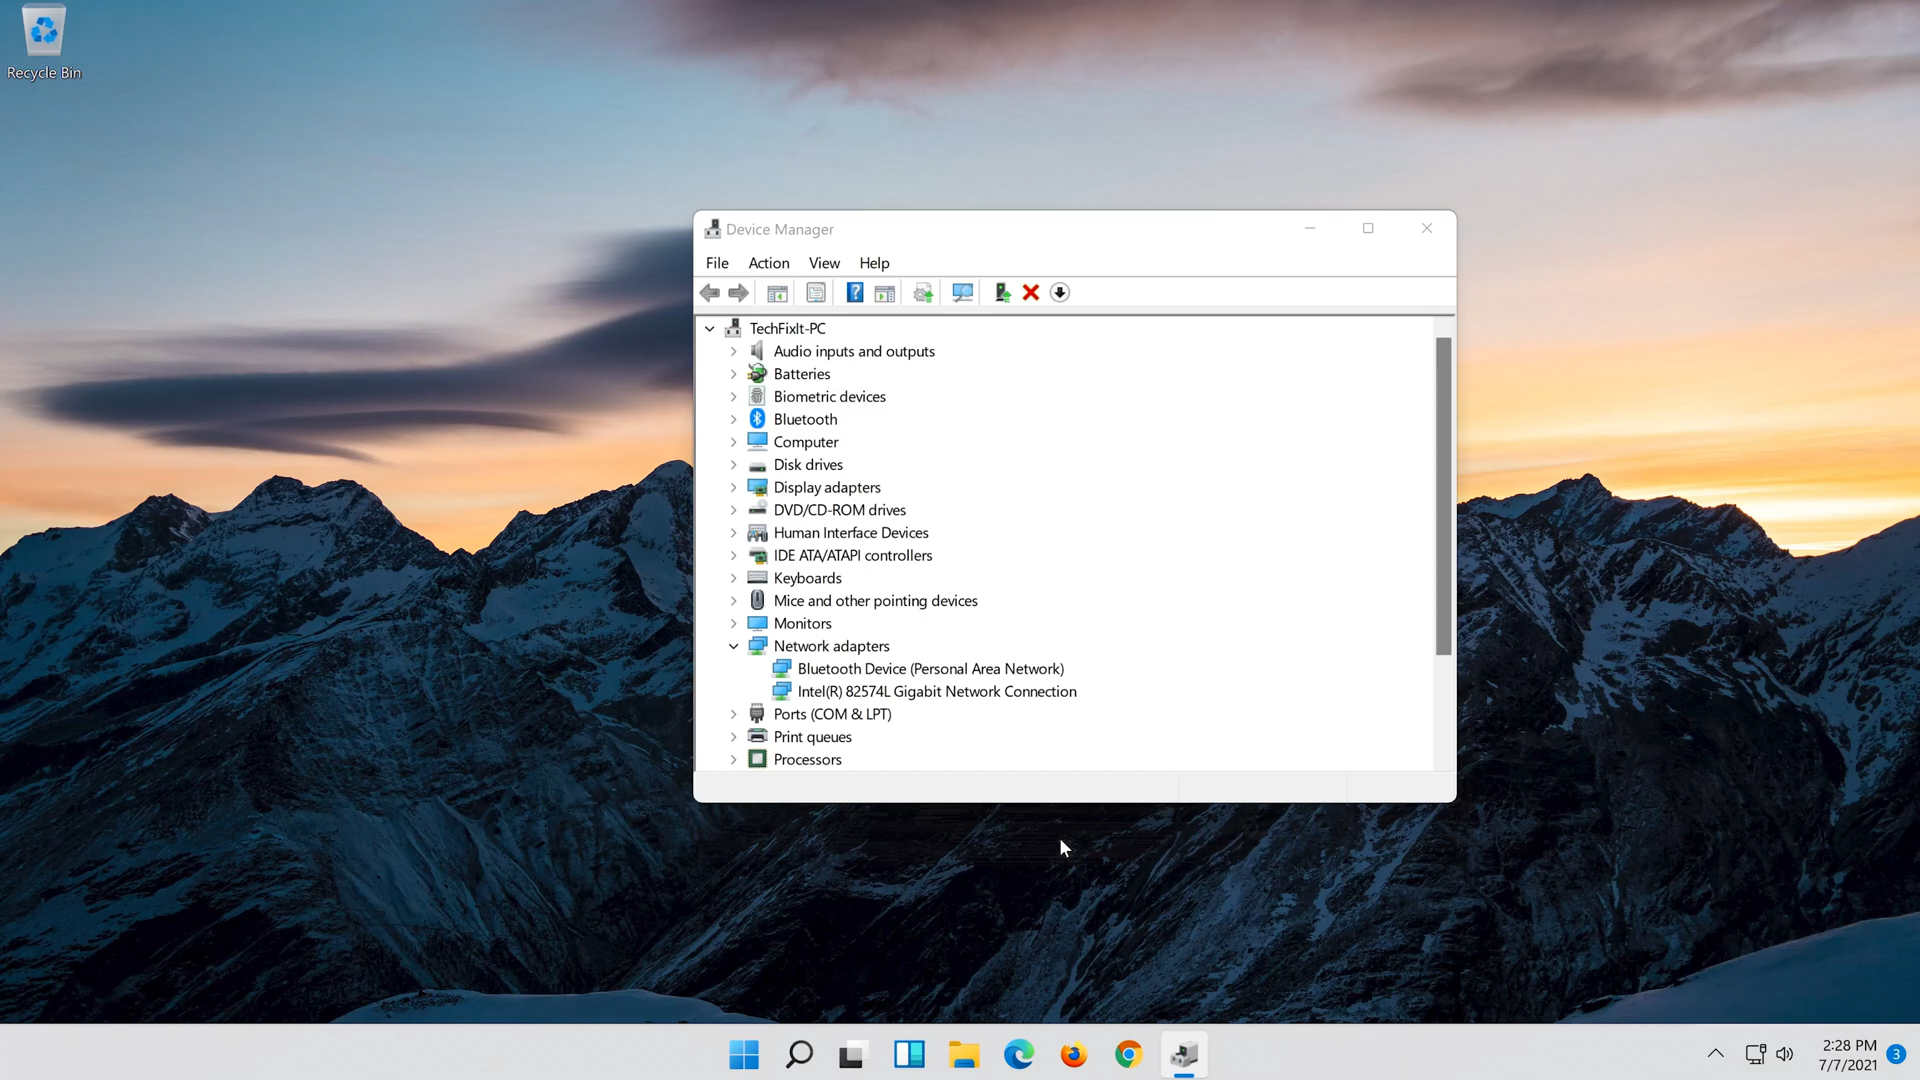 Recycle Bin
Device Manager
File Action View Help
TechFixIt-PC
Audio inputs and outputs
Batteries
Biometric devices
Bluetooth
Computer
Disk drives
Display adapters
DVD/CD-ROM drives
Human Interface Devices
IDE ATA/ATAPI controllers
Keyboards
Mice and other pointing devices
Monitors
Network adapters
Bluetooth Device (Personal Area Network)
Intel(R) 82574L Gigabit Network Connection
Ports (COM & LPT)
Print queues
Processors
2:28 PM
7/7/2021
3